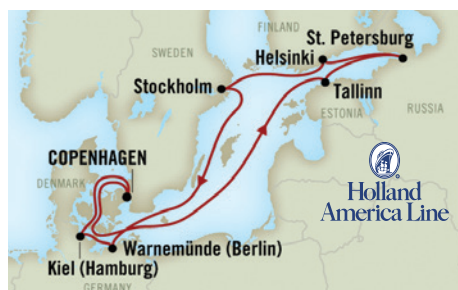 FINLAND
St. Petersburg
SWEDEN
Helsinki
Stockholm
Tallinn
ESTONIA
RUSSIA
COPENHAGEN
DENMARK
Holland
America Line
®
Warnemünde (Berlin)
Kiel (Hamburg)
GERMANY